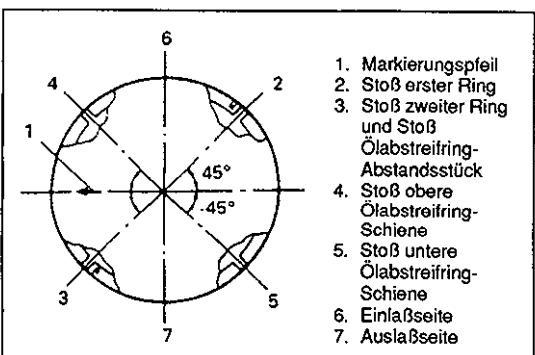 6
4
2
1
45°
-45°
3
5
7
1. Markierungspfeil
2. Stoß erster Ring
3. Stoß zweiter Ring
und Stoß
Ölabstreifring-
Abstandsstück
4. Stoß obere
Ölabstreifring-
Schiene
5. Stoß untere
Ölabstreifring-
Schiene
6. Einlaßseite
7. Auslaßseite